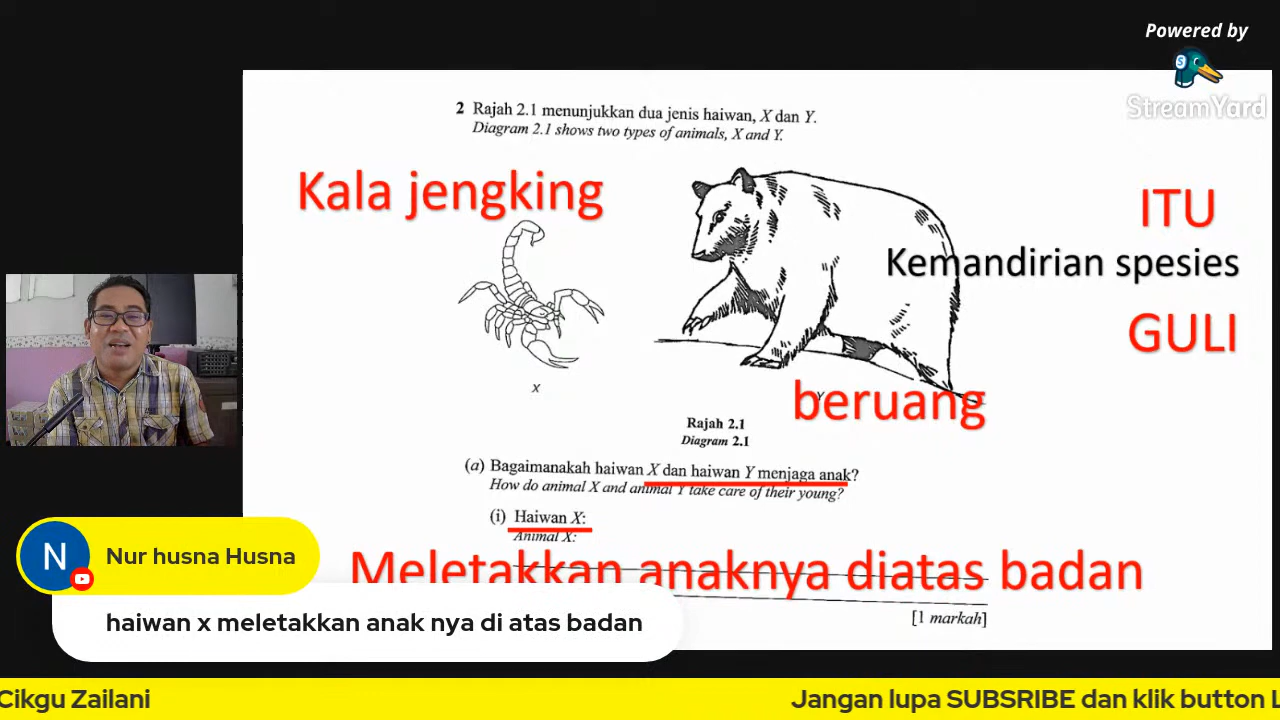 Powered by
StreamYard
2 Rajah 2.1 menunjukkan dua jenis haiwan, X dan Y.
Diagram 2.1 shows two types of animals, X and Y.
Kala jengking
ITU
Kemandirian spesies
GULI
X
Y
beruang
Rajah 2.1
Diagram 2.1
(a) Bagaimanakah haiwan X dan haiwan Y menjaga anak?
How do animal X and animal Y take care of their young?
(i) Haiwan X:
Animal X:
Meletakkan anaknya diatas badan
[1 markah]
N
Nur husna Husna
haiwan x meletakkan anak nya di atas badan
Cikgu Zailani
Jangan lupa SUBSRIBE dan klik button L